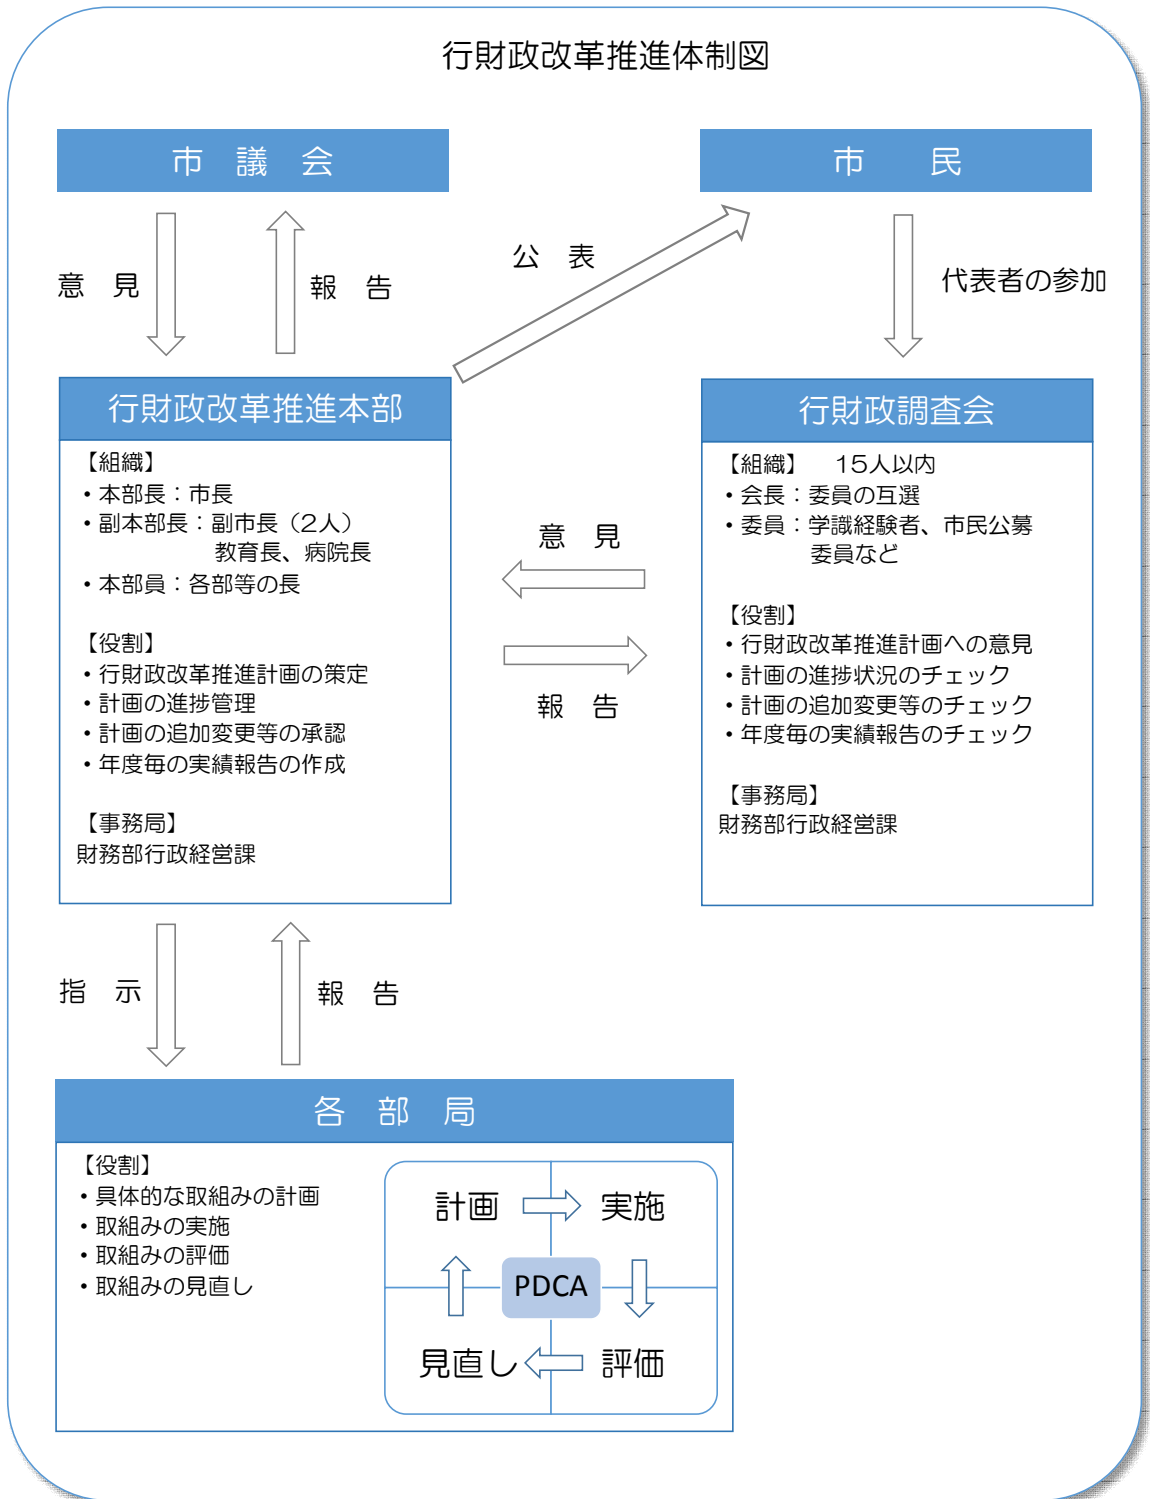 行財政改革推進体制図
市　議　会
市　　民
意　見
報　告
公　表
代表者の参加
行財政改革推進本部
【組織】
・本部長：市長
・副本部長：副市長（2人）
教育長、病院長
・本部員：各部等の長
【役割】
・行財政改革推進計画の策定
・計画の進捗管理
・計画の追加変更等の承認
・年度毎の実績報告の作成
【事務局】
財務部行政経営課
意　見
報　告
行財政調査会
【組織】　15人以内
・会長：委員の互選
・委員：学識経験者、市民公募
委員など
【役割】
・行財政改革推進計画への意見
・計画の進捗状況のチェック
・計画の追加変更等のチェック
・年度毎の実績報告のチェック
【事務局】
財務部行政経営課
指　示
報　告
各　部　局
【役割】
・具体的な取組みの計画
・取組みの実施
・取組みの評価
・取組みの見直し
計画
実施
PDCA
見直し
評価